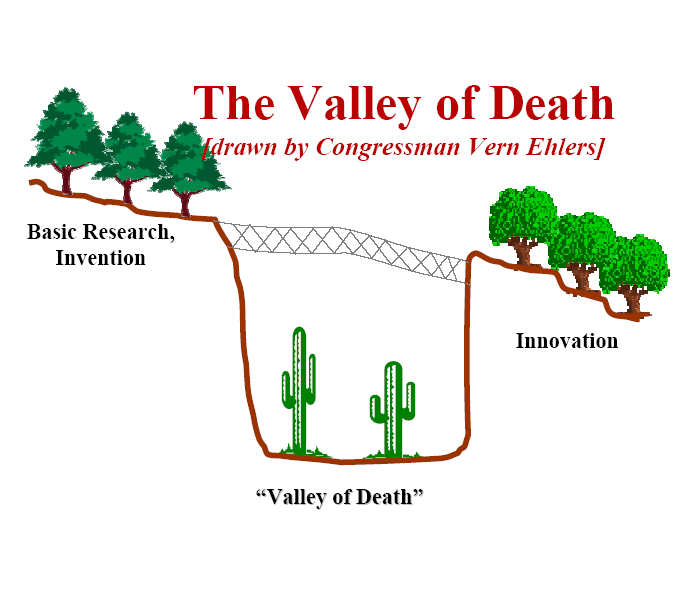 The Valley of Death
[drawn by Congressman Vern Ehlers]
Basic Research,
Invention
Innovation
“Valley of Death”